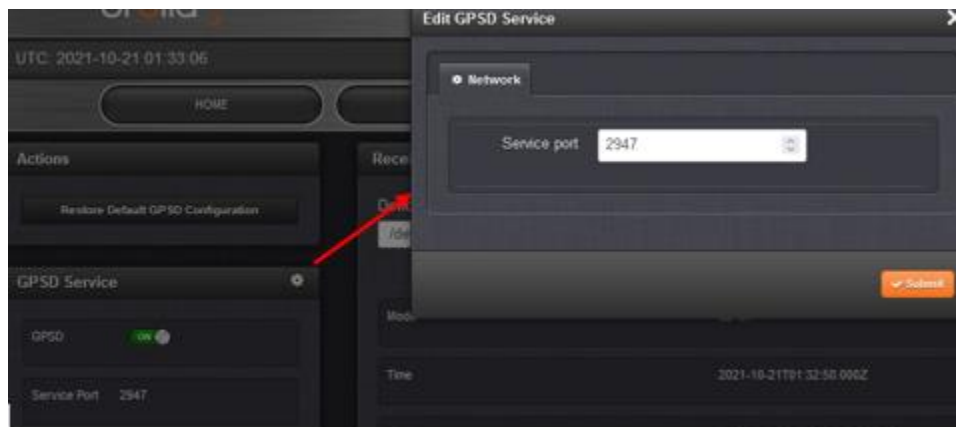 Edit GPSD Service
UTC: 2021-10-21 01:33:06
Network
HOME
Service port 2947
Actions
Restore Default GPSD Configuration
GPSD Service
GPSD ON
Service Port 2947
Submit
Time 2021-10-21T01:32:50.000Z